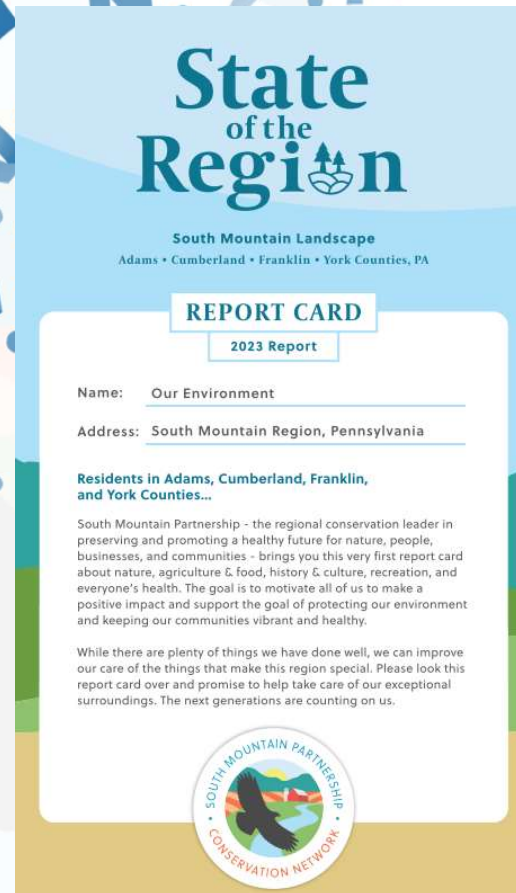 State
of the
Region
South Mountain Landscape
Adams • Cumberland • Franklin • York Counties, PA
REPORT CARD
2023 Report
Name: Our Environment
Address: South Mountain Region, Pennsylvania
Residents in Adams, Cumberland, Franklin,
and York Counties...
South Mountain Partnership - the regional conservation leader in
preserving and promoting a healthy future for nature, people,
businesses, and communities - brings you this very first report card
about nature, agriculture & food, history & culture, recreation, and
everyone's health. The goal is to motivate all of us to make a
positive impact and support the goal of protecting our environment
and keeping our communities vibrant and healthy.
While there are plenty of things we have done well, we can improve
our care of the things that make this region special. Please look this
report card over and promise to help take care of our exceptional
surroundings. The next generations are counting on us.
• SOUTH MOUNTAIN PARTNERSHIP •
CONSERVATION NETWORK